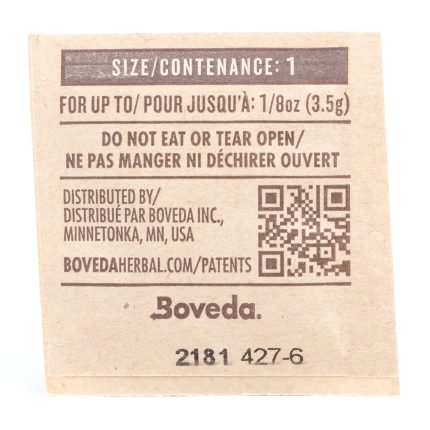 SIZE/CONTENANCE: 1
FOR UP TO/ POUR JUSQU'À: 1/8oz (3.5g)
DO NOT EAT OR TEAR OPEN/
NE PAS MANGER NI DÉCHIRER OUVERT
DISTRIBUTED BY/
DISTRIBUÉ PAR BOVEDA INC.,
MINNETONKA, MN, USA
BOVEDAHERBAL.COM/PATENTS
Boveda.
2181 427-6